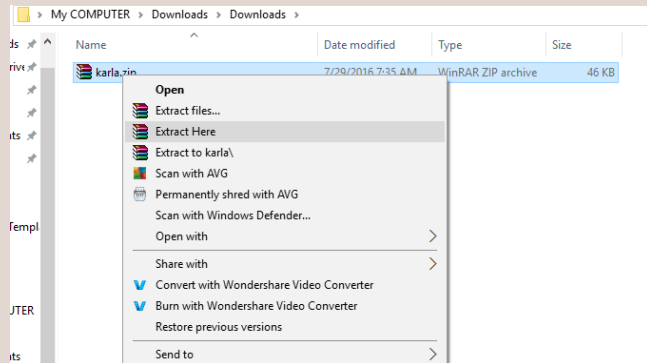 My COMPUTER > Downloads > Downloads >
ds
Name Date modified Type Size
rive
karla.zip 7/29/2016 7:35 AM WinRAR ZIP archive 46 KB
Open
Extract files...
nts
Extract Here
Extract to karla\
Scan with AVG
Permanently shred with AVG
Scan with Windows Defender...
Templ
Open with
Share with
Convert with Wondershare Video Converter
UTER
Burn with Wondershare Video Converter
Restore previous versions
nts
Send to